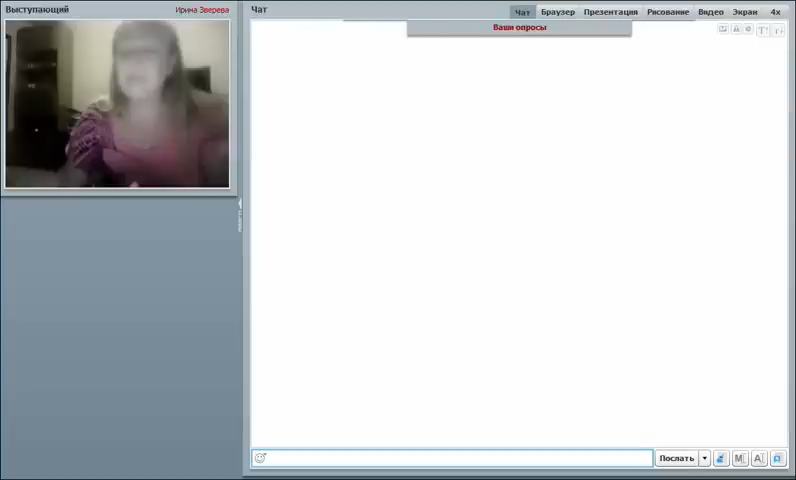 Выступающий Ирина Зверева
Чат
Чат Браузер Презентация Рисование Видео Экран 4x
Ваши опросы
Послать